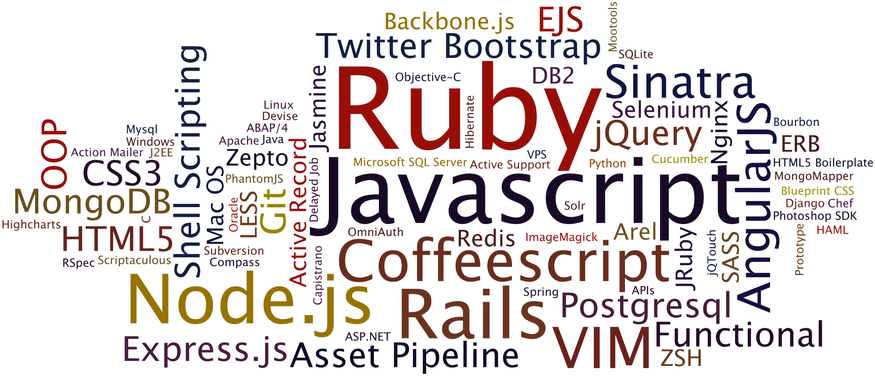 Backbone.js
EJS
Mootools
Twitter Bootstrap
SQLite
Shell Scripting
Jasmine
Objective-C
Ruby
Hibernate
DB2
Sinatra
Linux
Devise
Selenium
Nginx
AngularJS
OOP
Mysql
ABAP/4
Bourbon
Windows
Apache
Java
jQuery
ERB
Action Mailer
J2EE
Zepto
Active Record
Delayed Job
Microsoft SQL Server
Active Support
VPS
Python
Cucumber
HTML5 Boilerplate
CSS3
Mac OS
PhantomJS
Javascript
MongoMapper
Blueprint CSS
MongoDB
Oracle
LESS
Git
Solr
Django
Chef
C
Photoshop SDK
Highcharts
HTML5
OmniAuth
Redis
ImageMagick
Arel
JRuby
jQTouch
SASS
Prototype
HAML
RSpec
Scriptaculous
Subversion
Compass
Capistrano
Coffeescript
Node.js
Rails
Spring
APIs
Postgresql
Express.js
ASP.NET
Asset Pipeline
VIM
Functional
ZSH